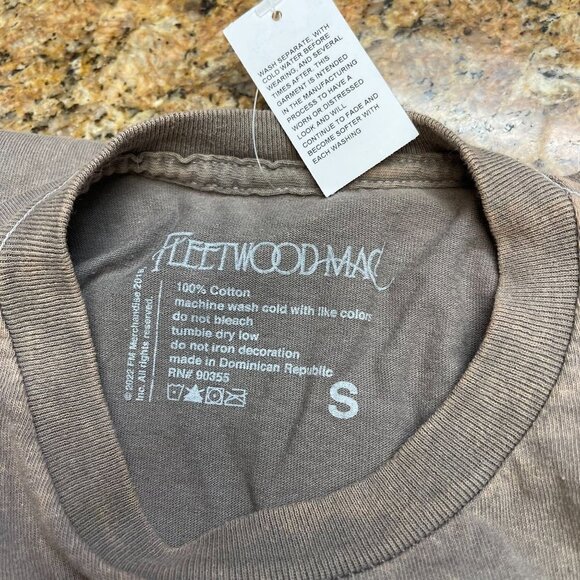 WASH SEPARATE, WITH
COLD WATER BEFORE
WEARING, AND SEVERAL
TIMES AFTER. THIS
GARMENT IS INTENDED
IN THE MANUFACTURING
PROCESS TO HAVE A
WORN OR DISTRESSED
LOOK AND WILL
CONTINUE TO FADE AND
BECOME SOFTER WITH
EACH WASHING
FLEETWOOD MAC
100% Cotton
machine wash cold with like colors
do not bleach
tumble dry low
do not iron decoration
made in Dominican Republic
RN# 90355
S
© 2022 FM Merchandise 2018,
Inc. All rights reserved.